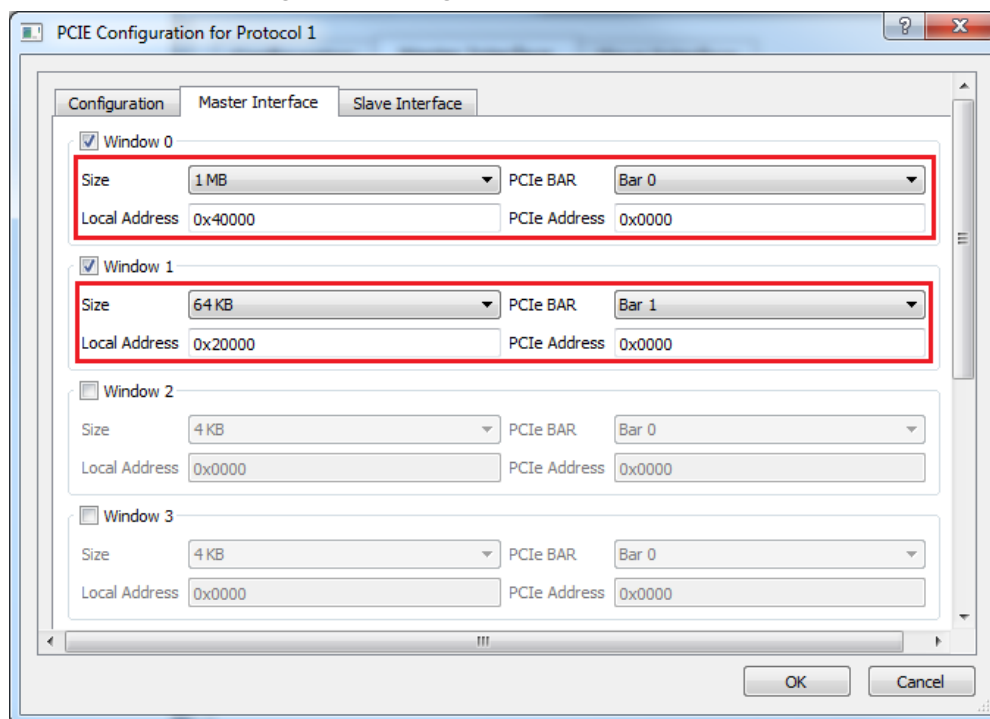 PCIE Configuration for Protocol 1
Configuration Master Interface Slave Interface
Window 0
Size 1 MB PCIe BAR Bar 0
Local Address 0x40000 PCIe Address 0x0000
Window 1
Size 64 KB PCIe BAR Bar 1
Local Address 0x20000 PCIe Address 0x0000
Window 2
Size 4 KB PCIe BAR Bar 0
Local Address 0x0000 PCIe Address 0x0000
Window 3
Size 4 KB PCIe BAR Bar 0
Local Address 0x0000 PCIe Address 0x0000
OK Cancel